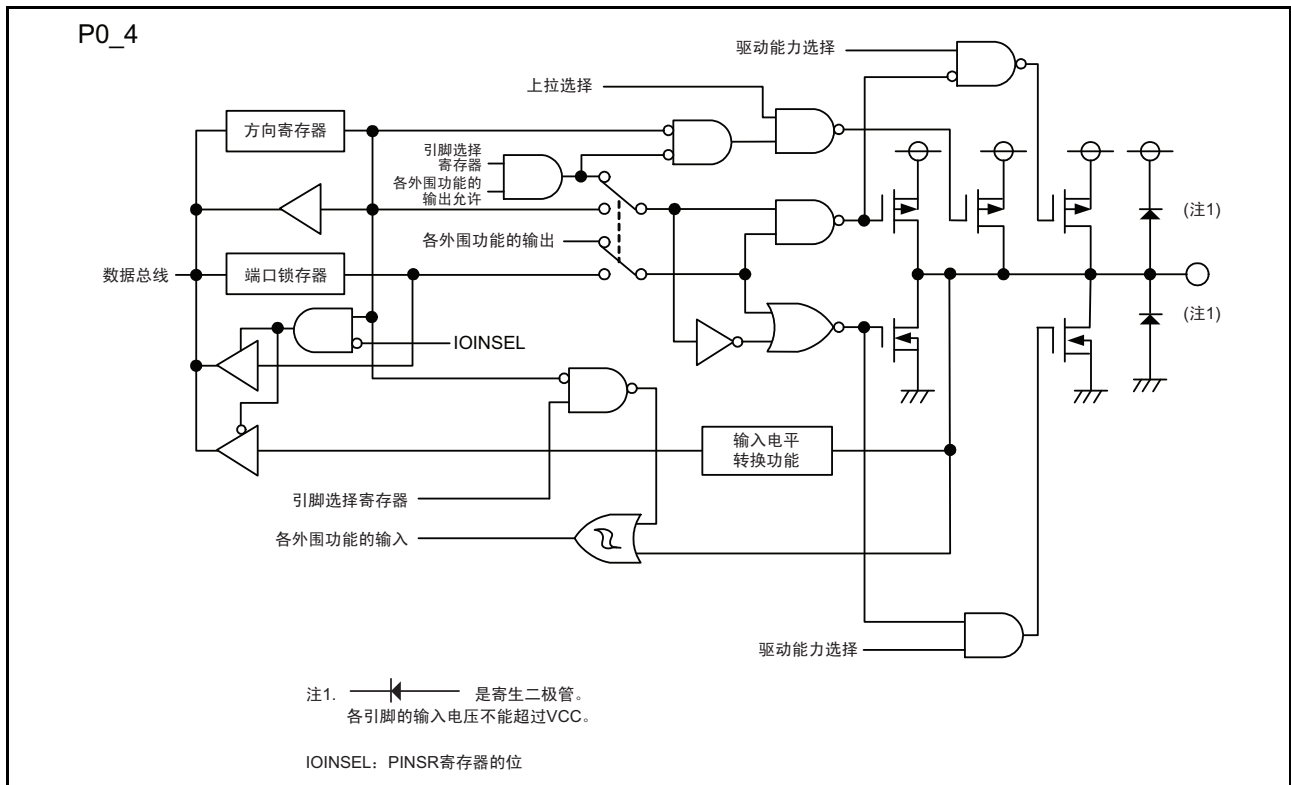 P0_4
驱动能力选择
上拉选择
方向寄存器
引脚选择
寄存器
各外围功能的
输出允许
(注1)
各外围功能的输出
数据总线
端口锁存器
(注1)
IOINSEL
输入电平
转换功能
引脚选择寄存器
各外围功能的输入
驱动能力选择
注1. 是寄生二极管。
各引脚的输入电压不能超过VCC。
IOINSEL：PINSR寄存器的位